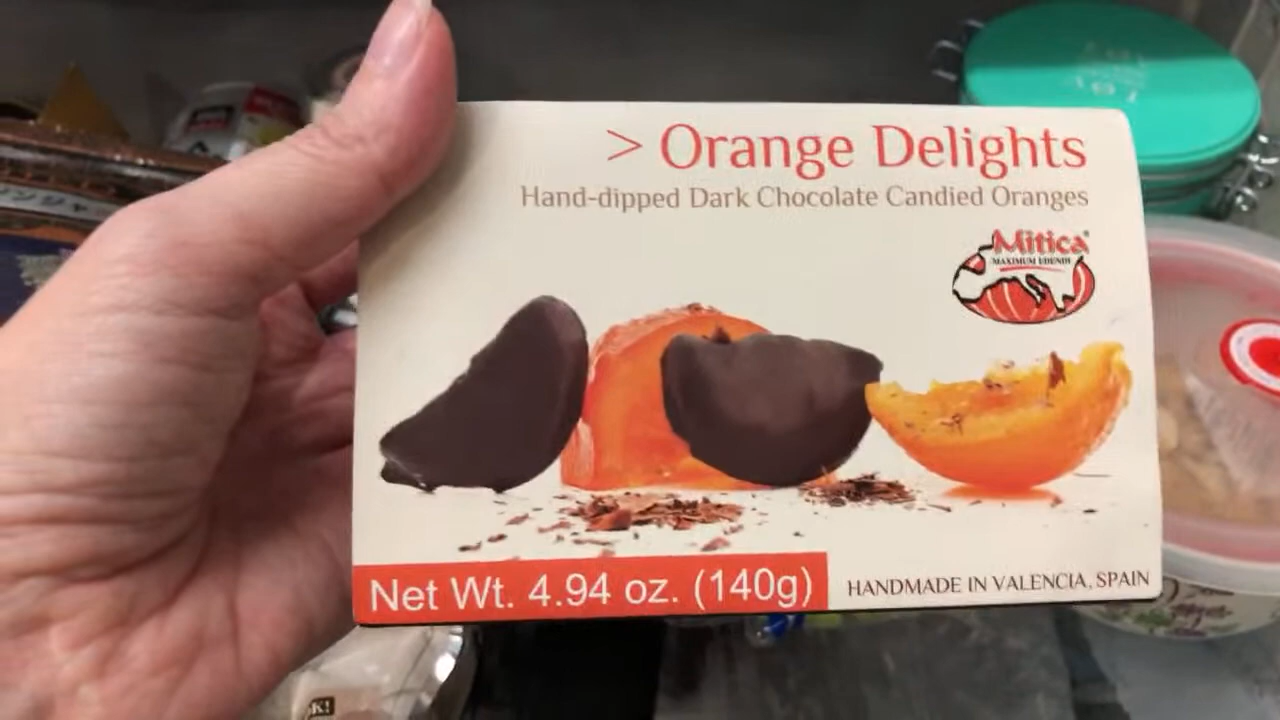 > Orange Delights
Hand-dipped Dark Chocolate Candied Oranges
Mitica®
MAXIMUM EDENDI
Net Wt. 4.94 oz. (140g)
HANDMADE IN VALENCIA, SPAIN
K!